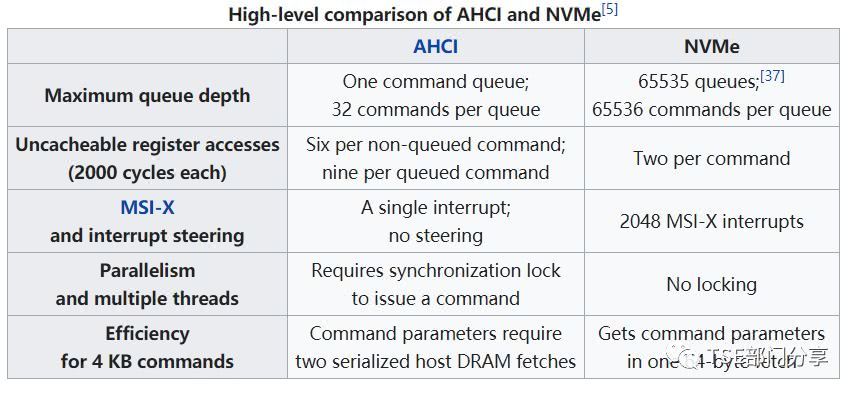 High-level comparison of AHCI and NVMe[5]
AHCI
NVMe
Maximum queue depth
One command queue;
32 commands per queue
65535 queues;[37]
65536 commands per queue
Uncacheable register accesses
(2000 cycles each)
Six per non-queued command;
nine per queued command
Two per command
MSI-X
and interrupt steering
A single interrupt;
no steering
2048 MSI-X interrupts
Parallelism
and multiple threads
Requires synchronization lock
to issue a command
No locking
Efficiency
for 4 KB commands
Command parameters require
two serialized host DRAM fetches
Gets command parameters
in one
TSE部门分享